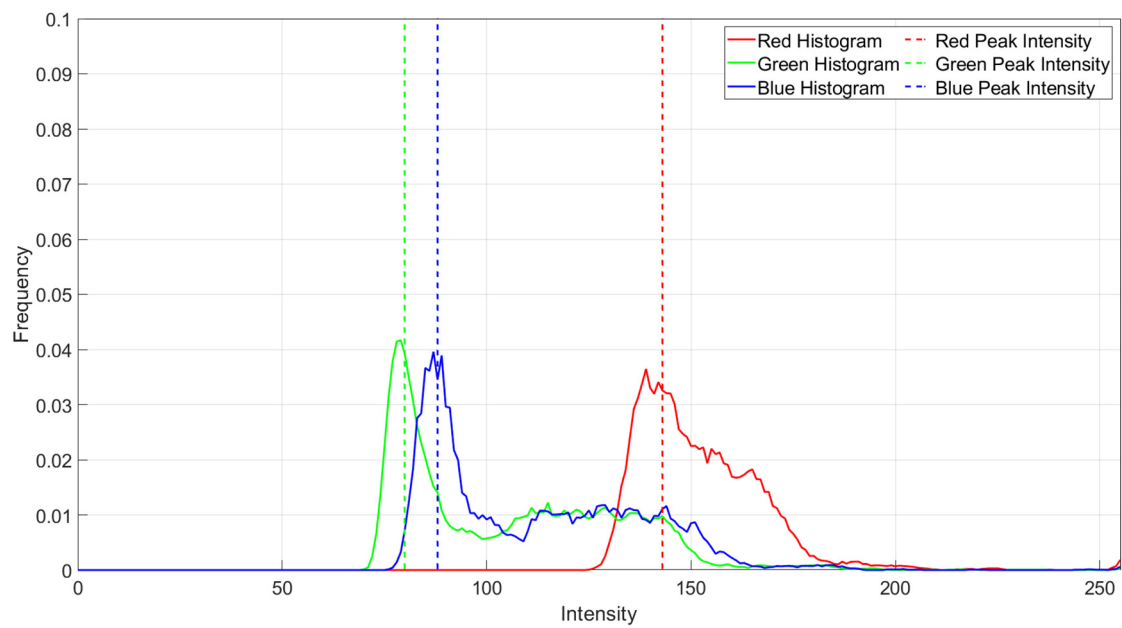 0.1
0.09
0.08
0.07
0.06
0.05
0.04
0.03
0.02
0.01
0
Frequency
0
50
100
150
200
250
Intensity
Red Histogram
Green Histogram
Blue Histogram
Red Peak Intensity
Green Peak Intensity
Blue Peak Intensity